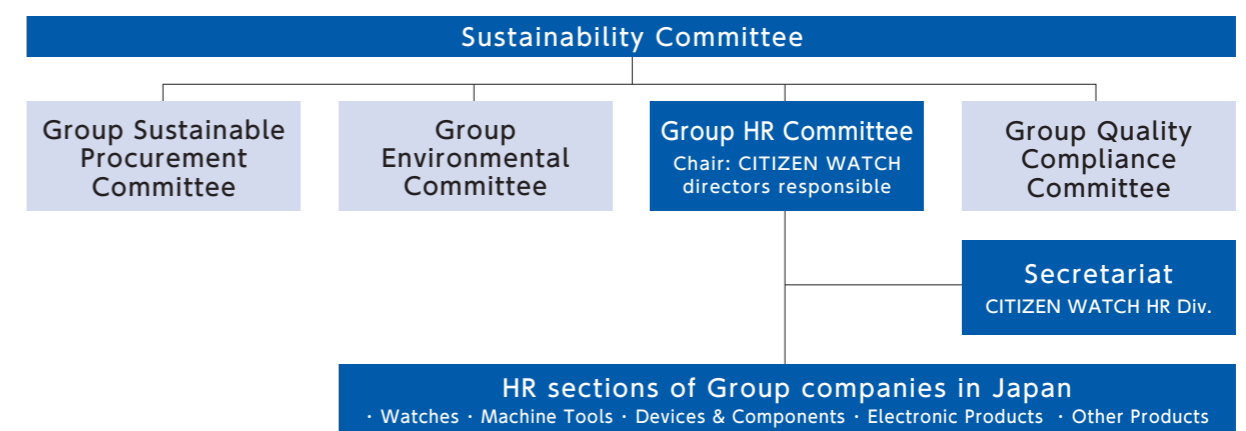 Sustainability Committee
Group Sustainable
Procurement
Committee
Group
Environmental
Committee
Group HR Committee
Chair: CITIZEN WATCH
directors responsible
Group Quality
Compliance
Committee
Secretariat
CITIZEN WATCH HR Div.
HR sections of Group companies in Japan
・Watches・Machine Tools・Devices & Components・Electronic Products ・Other Products